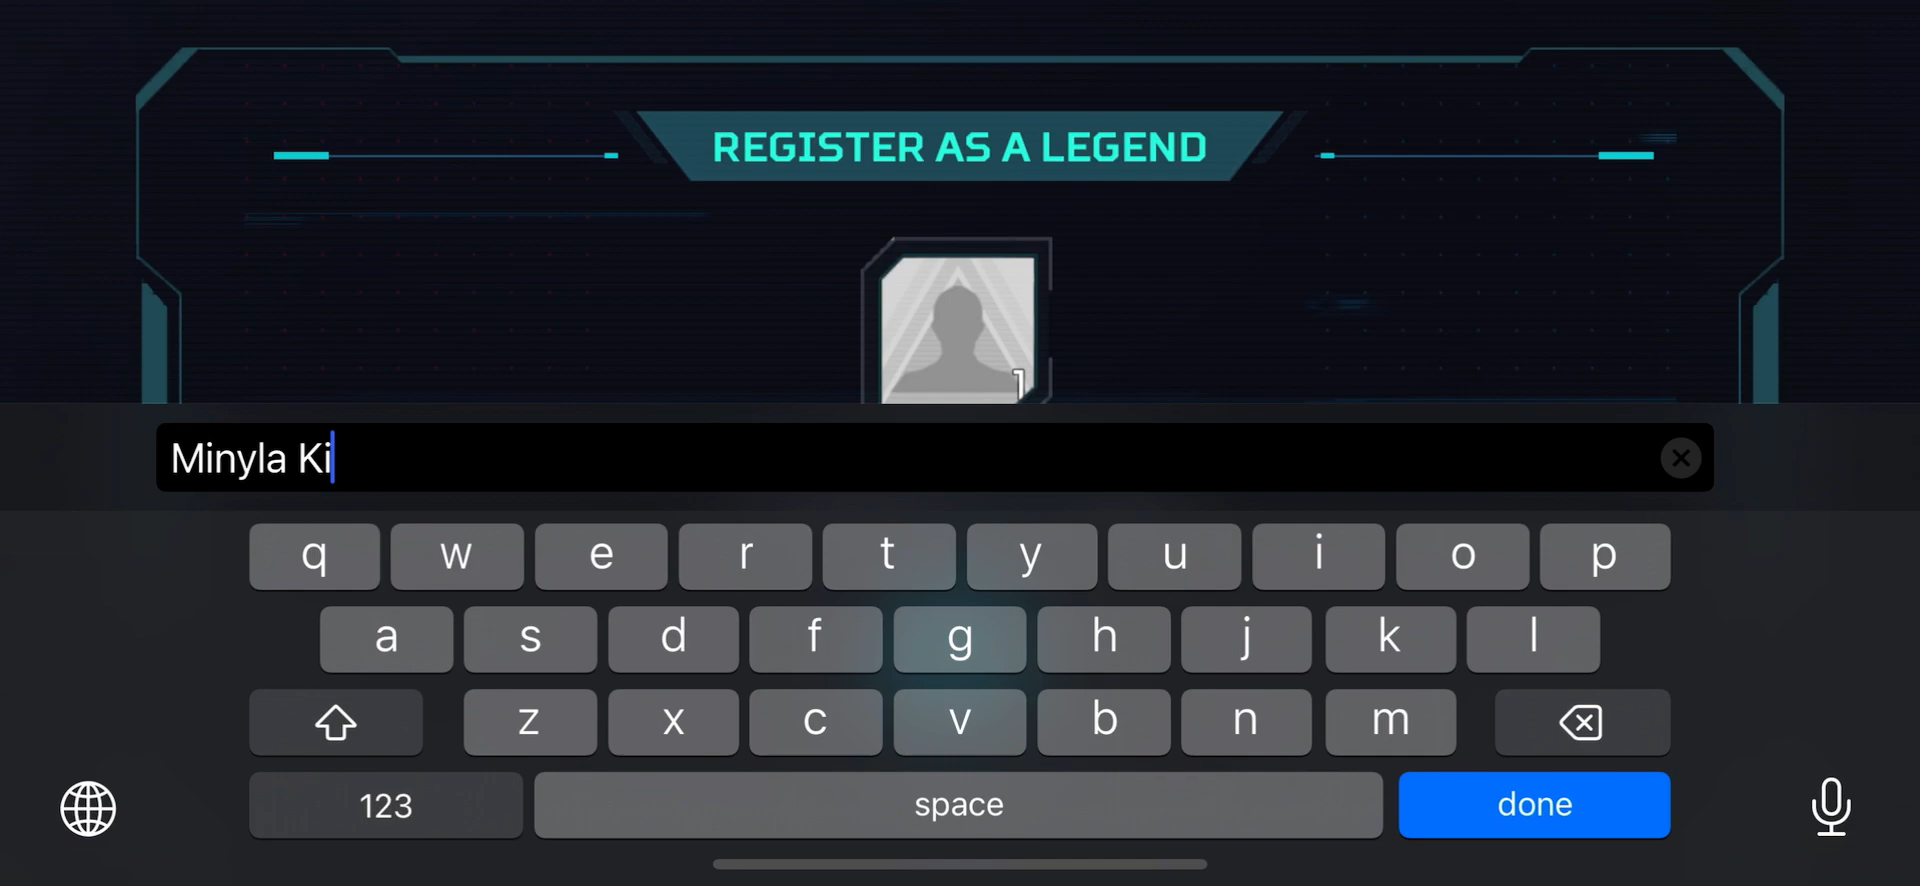 REGISTER AS A LEGEND
1
Minyla Ki
q w e r t y u i o p
a s d f g h j k l
z x c v b n m
123 space done